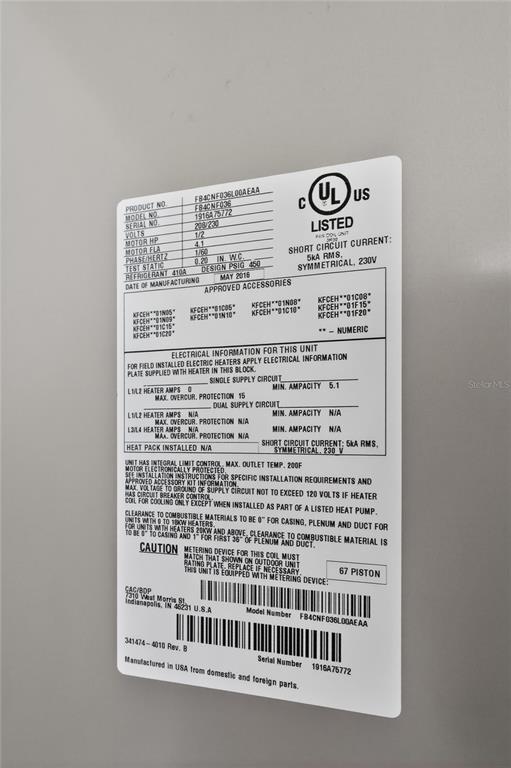 PRODUCT NO. FB4CNF036L00AEAA
MODEL NO. FB4CNF036
SERIAL NO. 1916A75772
VOLTS 208/230
MOTOR HP 1/2
MOTOR FLA 4.1
PHASE/HERTZ 1/60
TEST STATIC 0.20 IN. W.C.
REFRIGERANT 410A DESIGN PSIG 450
DATE OF MANUFACTURING MAY 2016
C UL US
LISTED
FAN COIL UNIT
SHORT CIRCUIT CURRENT:
5kA RMS,
SYMMETRICAL, 230V
APPROVED ACCESSORIES
KFCEH**01N05* KFCEH**01C05* KFCEH**01N08* KFCEH**01C08*
KFCEH**01N09* KFCEH**01N10* KFCEH**01C10* KFCEH**01F15*
KFCEH**01C15* KFCEH**01F20*
KFCEH**01C20*
** - NUMERIC
ELECTRICAL INFORMATION FOR THIS UNIT
FOR FIELD INSTALLED ELECTRIC HEATERS APPLY ELECTRICAL INFORMATION
PLATE SUPPLIED WITH HEATER IN THIS BLOCK.
SINGLE SUPPLY CIRCUIT
L1/L2 HEATER AMPS 0 MIN. AMPACITY 5.1
MAX. OVERCUR. PROTECTION 15
DUAL SUPPLY CIRCUIT
L1/L2 HEATER AMPS N/A MIN. AMPACITY N/A
MAX. OVERCUR. PROTECTION N/A
L3/L4 HEATER AMPS N/A MIN. AMPACITY N/A
MAx. OVERCUR. PROTECTION N/A
HEAT PACK INSTALLED N/A SHORT CIRCUIT CURRENT: 5kA RMS,
SYMMETRICAL, 230 V
UNIT HAS INTEGRAL LIMIT CONTROL. MAX. OUTLET TEMP. 200F
MOTOR ELECTRONICALLY PROTECTED.
SEE INSTALLATION INSTRUCTIONS FOR SPECIFIC INSTALLATION REQUIREMENTS AND
APPROVED ACCESSORY KIT INFORMATION.
MAX. VOLTAGE TO GROUND OF SUPPLY CIRCUIT NOT TO EXCEED 120 VOLTS IF HEATER
HAS CIRCUIT BREAKER CONTROL.
COIL FOR COOLING ONLY EXCEPT WHEN INSTALLED AS PART OF A LISTED HEAT PUMP.
CLEARANCE TO COMBUSTIBLE MATERIALS TO BE 0" FOR CASING, PLENUM AND DUCT FOR
UNITS WITH 0 TO 18KW HEATERS.
FOR UNITS WITH HEATERS 20KW AND ABOVE, CLEARANCE TO COMBUSTIBLE MATERIAL IS
TO BE 0" TO CASING AND 1" FOR FIRST 36" OF PLENUM AND DUCT.
CAUTION METERING DEVICE FOR THIS COIL MUST
MATCH THAT SHOWN ON OUTDOOR UNIT
RATING PLATE, REPLACE IF NECESSARY.
THIS UNIT IS EQUIPPED WITH METERING DEVICE: 67 PISTON
CAC/BDP
7310 West Morris St.
Indianapolis, IN 46231 U.S.A
Model Number FB4CNF036L00AEAA
341474-4010 Rev. B
Serial Number 1916A75772
Manufactured in USA from domestic and foreign parts.
StellarMLS